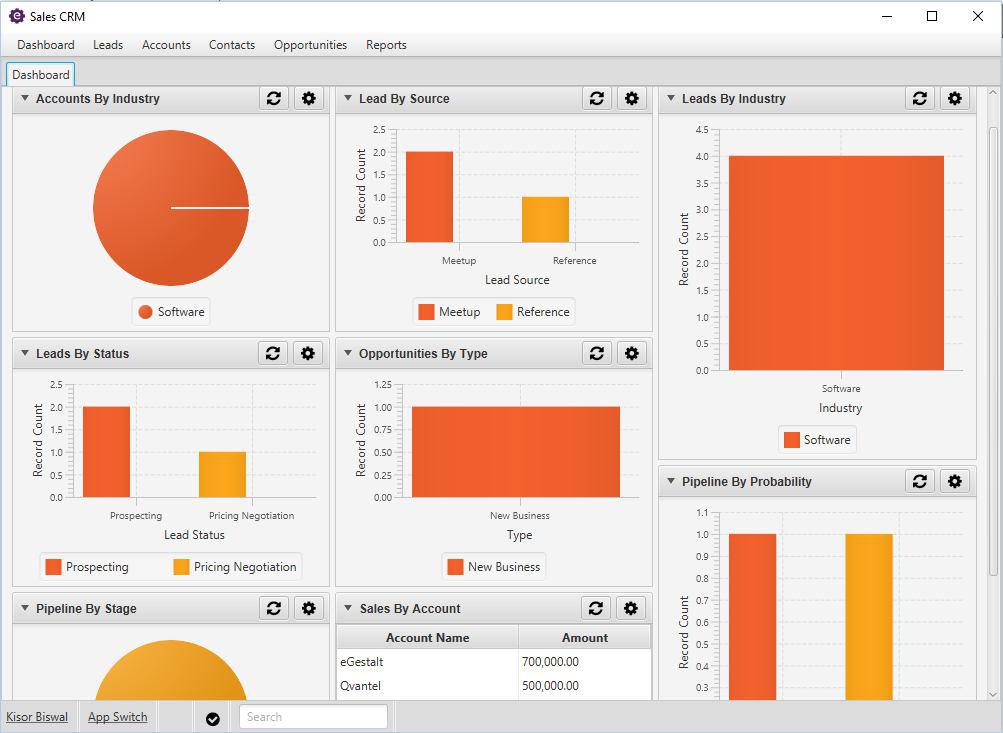 Sales CRM
Dashboard Leads Accounts Contacts Opportunities Reports
Dashboard
Accounts By Industry
Software
Lead By Source
Record Count
2.5
2.0
1.5
1.0
0.5
0.0
Meetup Reference
Lead Source
Meetup Reference
Leads By Industry
Record Count
4.5
4.0
3.5
3.0
2.5
2.0
1.5
1.0
0.5
0.0
Software
Industry
Software
Leads By Status
Record Count
2.5
2.0
1.5
1.0
0.5
0.0
Prospecting Pricing Negotiation
Lead Status
Prospecting Pricing Negotiation
Opportunities By Type
Record Count
1.25
1.00
0.75
0.50
0.25
0.00
New Business
Type
New Business
Pipeline By Probability
Record Count
1.1
1.0
0.9
0.8
0.7
0.6
0.5
0.4
0.3
Pipeline By Stage
Sales By Account
Account Name Amount
eGestalt 700,000.00
Qvantel 500,000.00
Kisor Biswal App Switch Search